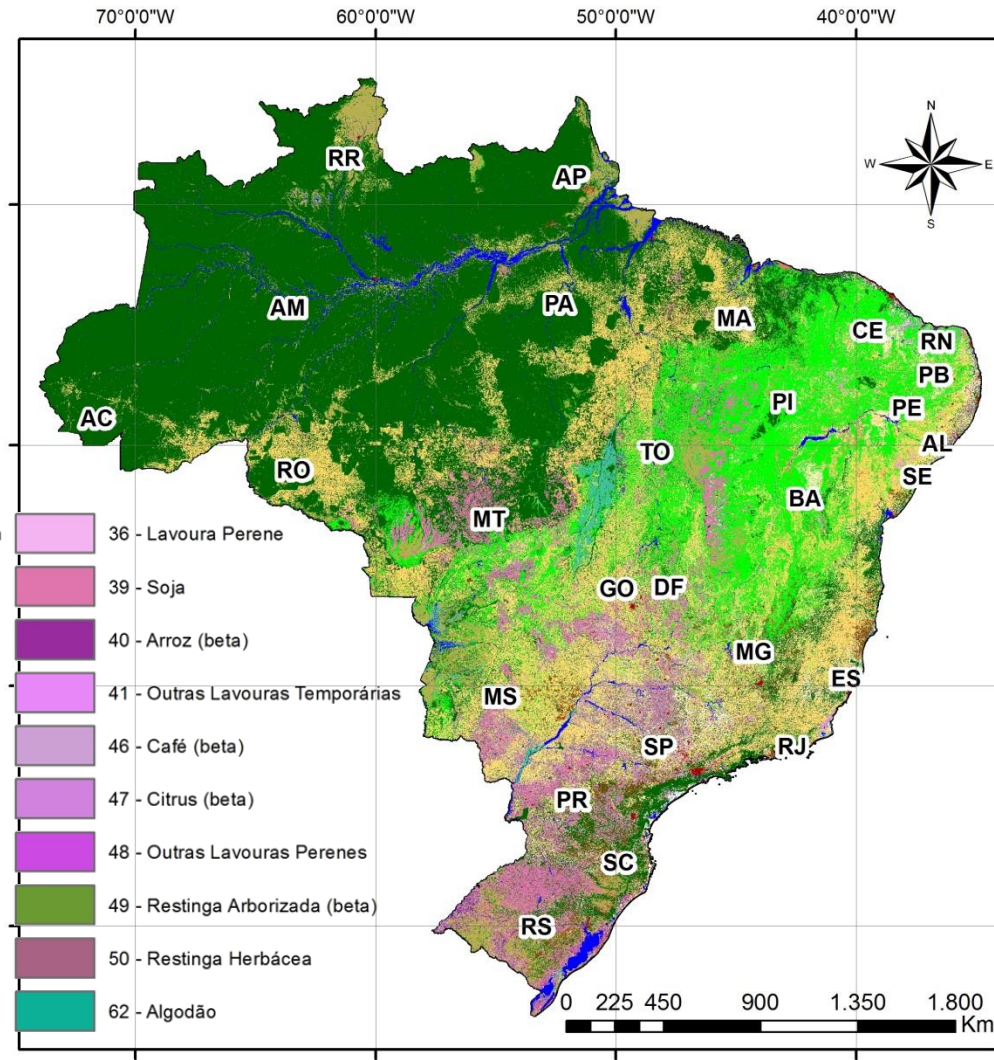 70°0'0"W 60°0'0"W 50°0'0"W 40°0'0"W
N
W E
S
RR
AP
AM
PA
MA
CE
RN
PB
PI
PE
AC
AL
TO
RO
SE
BA
MT
36 - Lavoura Perene
39 - Soja
GO DF
40 - Arroz (beta)
MG
ES
41 - Outras Lavouras Temporárias
MS
46 - Café (beta)
SP
RJ
47 - Citrus (beta)
PR
48 - Outras Lavouras Perenes
SC
49 - Restinga Arborizada (beta)
RS
50 - Restinga Herbácea
62 - Algodão
0 225 450 900 1.350 1.800
Km